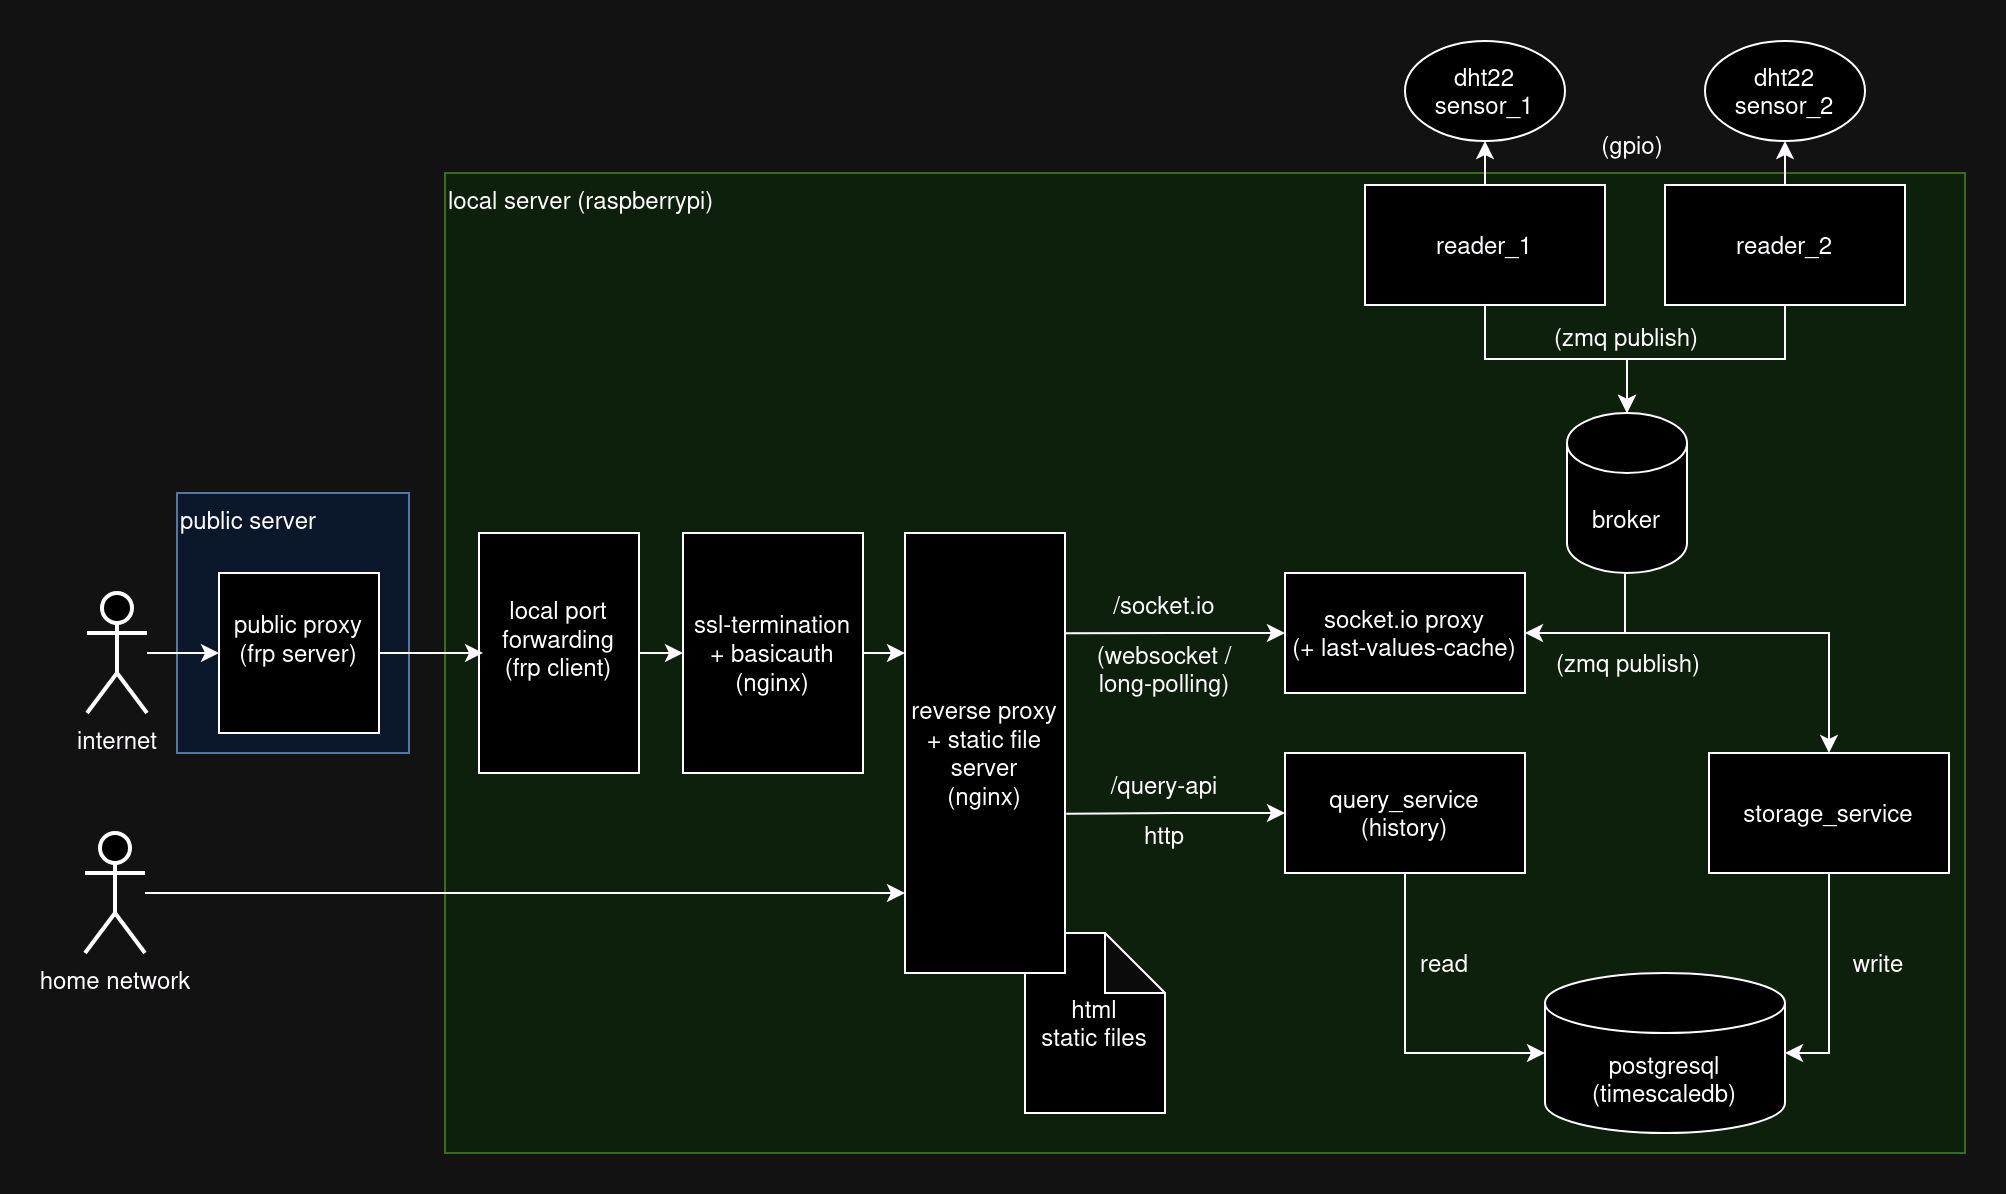 dht22
sensor_1
dht22
sensor_2
(gpio)
local server (raspberrypi)
reader_1
reader_2
(zmq publish)
broker
public server
public proxy
(frp server)
internet
local port
forwarding
(frp client)
ssl-termination
+ basicauth
(nginx)
reverse proxy
+ static file
server
(nginx)
/socket.io
(websocket /
long-polling)
socket.io proxy
(+ last-values-cache)
(zmq publish)
/query-api
http
query_service
(history)
storage_service
home network
html
static files
read
write
postgresql
(timescaledb)